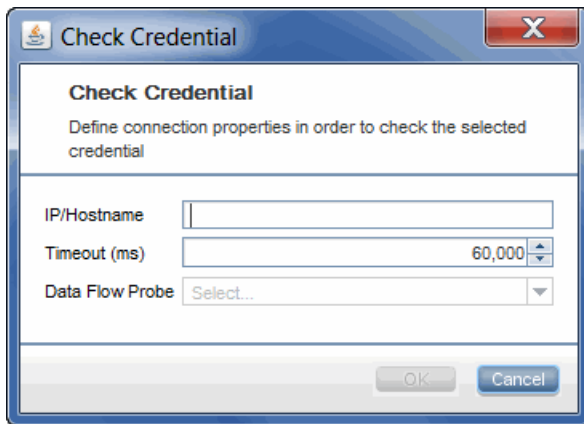 Check Credential
X
Check Credential
Define connection properties in order to check the selected
credential
IP/Hostname
Timeout (ms) 60,000
Data Flow Probe Select...
OK Cancel